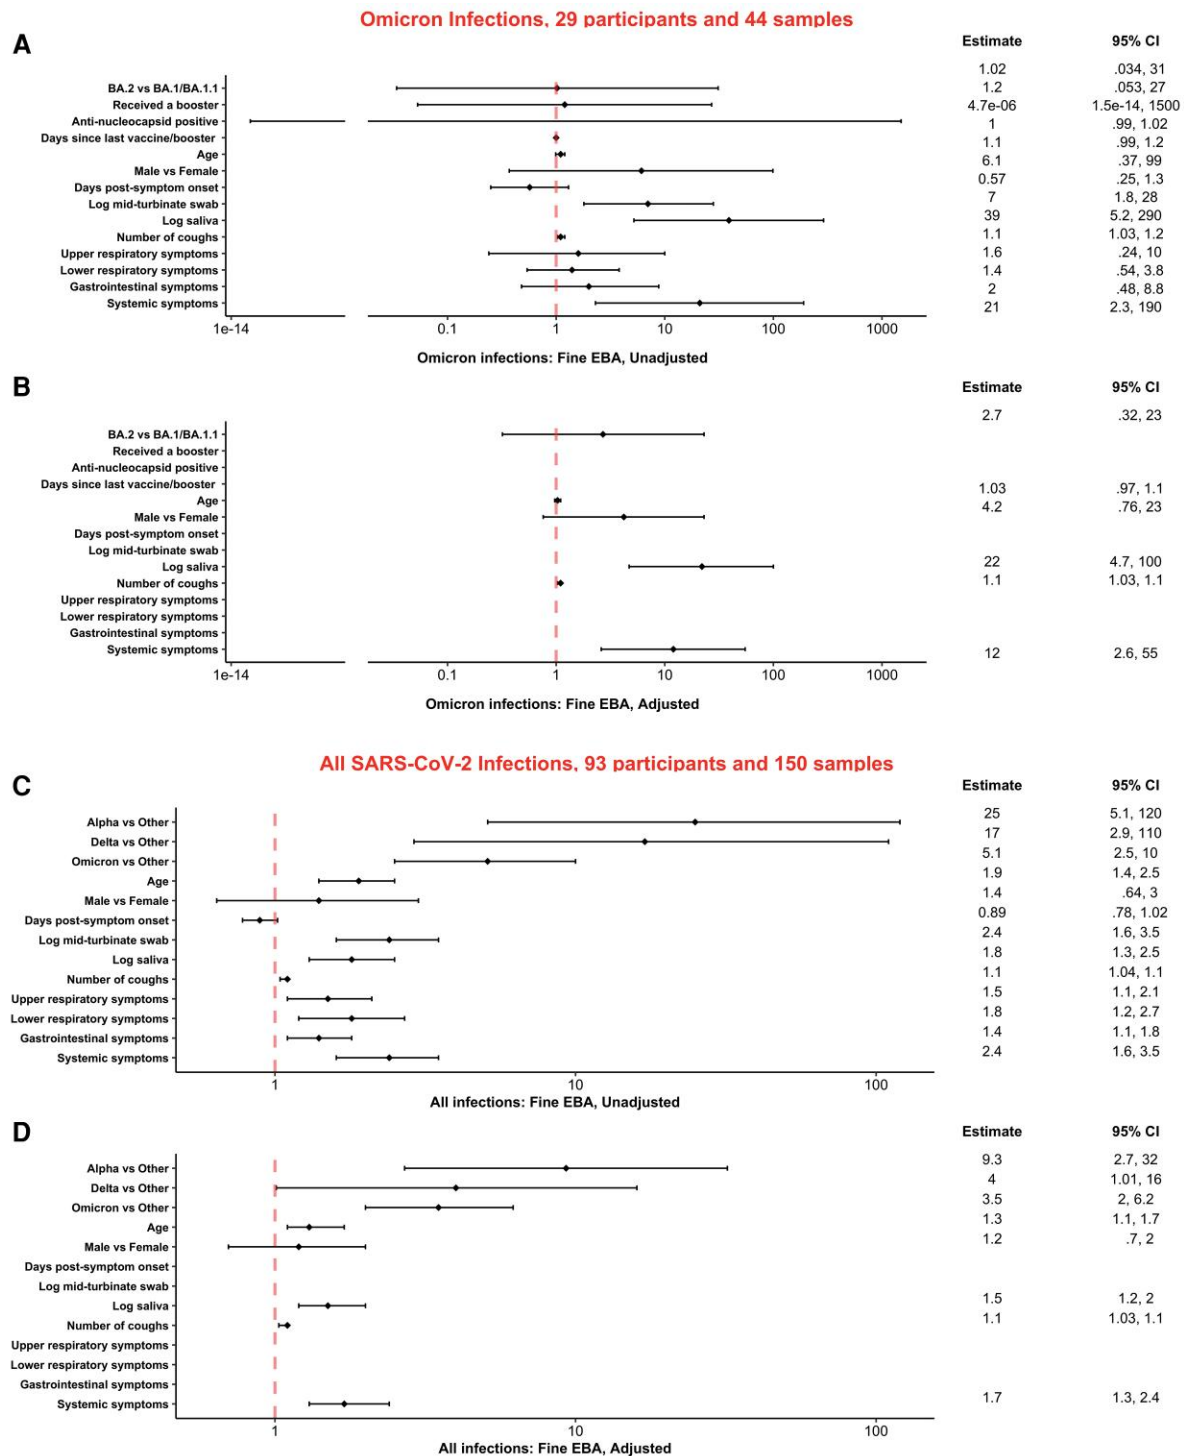 Omicron Infections, 29 participants and 44 samples
A
Estimate 95% CI
BA.2 vs BA.1/BA.1.1 1.02 .034, 31
Received a booster 1.2 .053, 27
Anti-nucleocapsid positive 4.7e-06 1.5e-14, 1500
Days since last vaccine/booster 1 .99, 1.02
Age 1.1 .99, 1.2
Male vs Female 6.1 .37, 99
Days post-symptom onset 0.57 .25, 1.3
Log mid-turbinate swab 7 1.8, 28
Log saliva 39 5.2, 290
Number of coughs 1.1 1.03, 1.2
Upper respiratory symptoms 1.6 .24, 10
Lower respiratory symptoms 1.4 .54, 3.8
Gastrointestinal symptoms 2 .48, 8.8
Systemic symptoms 21 2.3, 190
1e-14 0.1 1 10 100 1000
Omicron infections: Fine EBA, Unadjusted
B
Estimate 95% CI
BA.2 vs BA.1/BA.1.1 2.7 .32, 23
Received a booster
Anti-nucleocapsid positive
Days since last vaccine/booster
Age 1.03 .97, 1.1
Male vs Female 4.2 .76, 23
Days post-symptom onset
Log mid-turbinate swab
Log saliva 22 4.7, 100
Number of coughs 1.1 1.03, 1.1
Upper respiratory symptoms
Lower respiratory symptoms
Gastrointestinal symptoms
Systemic symptoms 12 2.6, 55
1e-14 0.1 1 10 100 1000
Omicron infections: Fine EBA, Adjusted
All SARS-CoV-2 Infections, 93 participants and 150 samples
C
Estimate 95% CI
Alpha vs Other 25 5.1, 120
Delta vs Other 17 2.9, 110
Omicron vs Other 5.1 2.5, 10
Age 1.9 1.4, 2.5
Male vs Female 1.4 .64, 3
Days post-symptom onset 0.89 .78, 1.02
Log mid-turbinate swab 2.4 1.6, 3.5
Log saliva 1.8 1.3, 2.5
Number of coughs 1.1 1.04, 1.1
Upper respiratory symptoms 1.5 1.1, 2.1
Lower respiratory symptoms 1.8 1.2, 2.7
Gastrointestinal symptoms 1.4 1.1, 1.8
Systemic symptoms 2.4 1.6, 3.5
1 10 100
All infections: Fine EBA, Unadjusted
D
Estimate 95% CI
Alpha vs Other 9.3 2.7, 32
Delta vs Other 4 1.01, 16
Omicron vs Other 3.5 2, 6.2
Age 1.3 1.1, 1.7
Male vs Female 1.2 .7, 2
Days post-symptom onset
Log mid-turbinate swab
Log saliva 1.5 1.2, 2
Number of coughs 1.1 1.03, 1.1
Upper respiratory symptoms
Lower respiratory symptoms
Gastrointestinal symptoms
Systemic symptoms 1.7 1.3, 2.4
1 10 100
All infections: Fine EBA, Adjusted